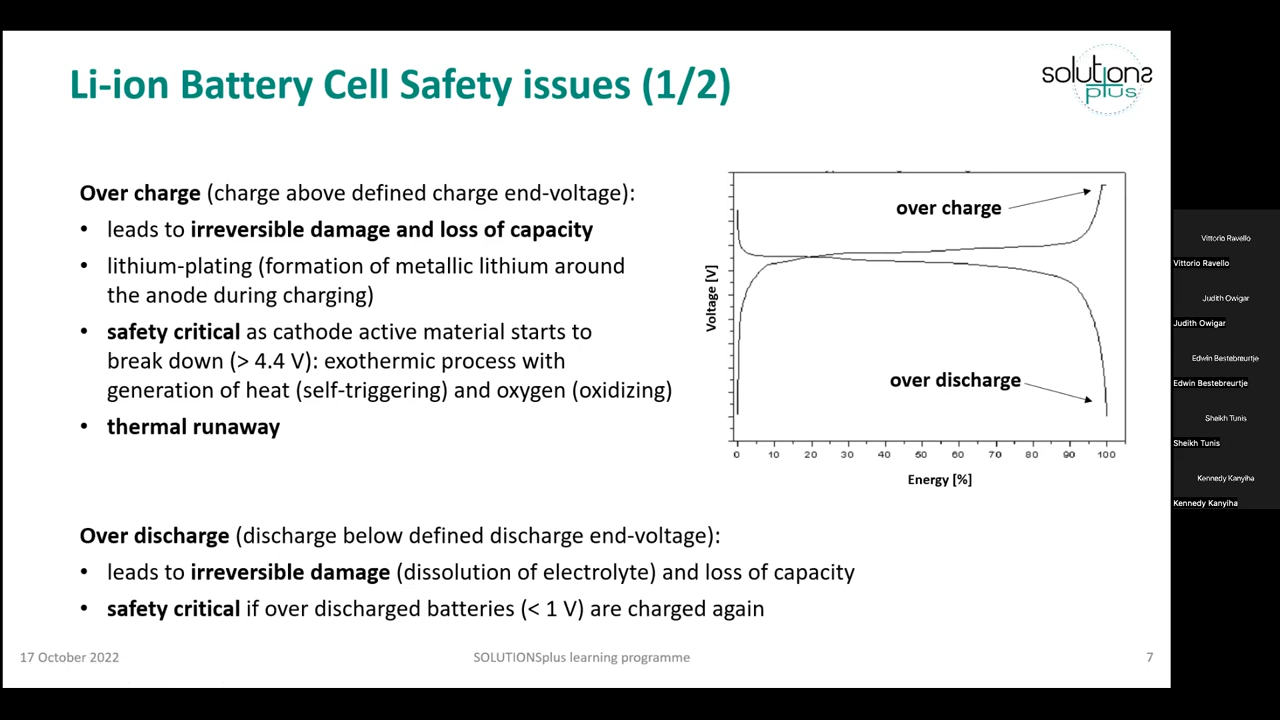 Li-ion Battery Cell Safety issues (1/2)
solutions
plus
Over charge (charge above defined charge end-voltage):
• leads to irreversible damage and loss of capacity
• lithium-plating (formation of metallic lithium around
the anode during charging)
• safety critical as cathode active material starts to
break down (> 4.4 V): exothermic process with
generation of heat (self-triggering) and oxygen (oxidizing)
• thermal runaway
over charge
over discharge
Voltage [V]
0 10 20 30 40 50 60 70 80 90 100
Energy [%]
Over discharge (discharge below defined discharge end-voltage):
• leads to irreversible damage (dissolution of electrolyte) and loss of capacity
• safety critical if over discharged batteries (< 1 V) are charged again
17 October 2022
SOLUTIONSplus learning programme
7
Vittorio Ravello
Vittorio Ravello
Judith Owigar
Judith Owigar
Edwin Bestebreurtje
Edwin Bestebreurtje
Sheikh Tunis
Sheikh Tunis
Kennedy Kanyiha
Kennedy Kanyiha